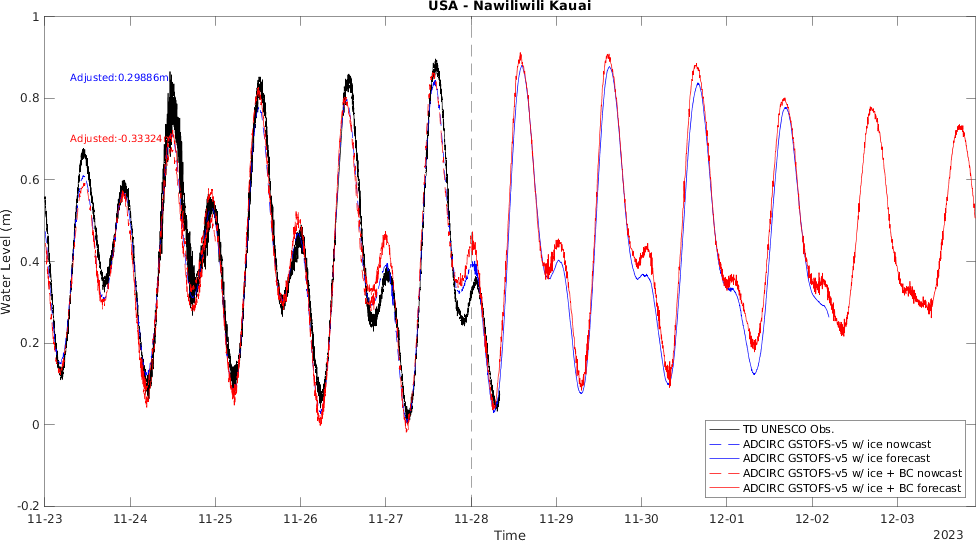 USA - Nawiliwili Kauai
1
0.8
0.6
0.4
0.2
0
-0.2
Water Level (m)
Adjusted:0.29886m
Adjusted:-0.33324
TD UNESCO Obs.
ADCIRC GSTOFS-v5 w/ ice nowcast
ADCIRC GSTOFS-v5 w/ ice forecast
ADCIRC GSTOFS-v5 w/ ice + BC nowcast
ADCIRC GSTOFS-v5 w/ ice + BC forecast
11-23 11-24 11-25 11-26 11-27 11-28 11-29 11-30 12-01 12-02 12-03
Time
2023